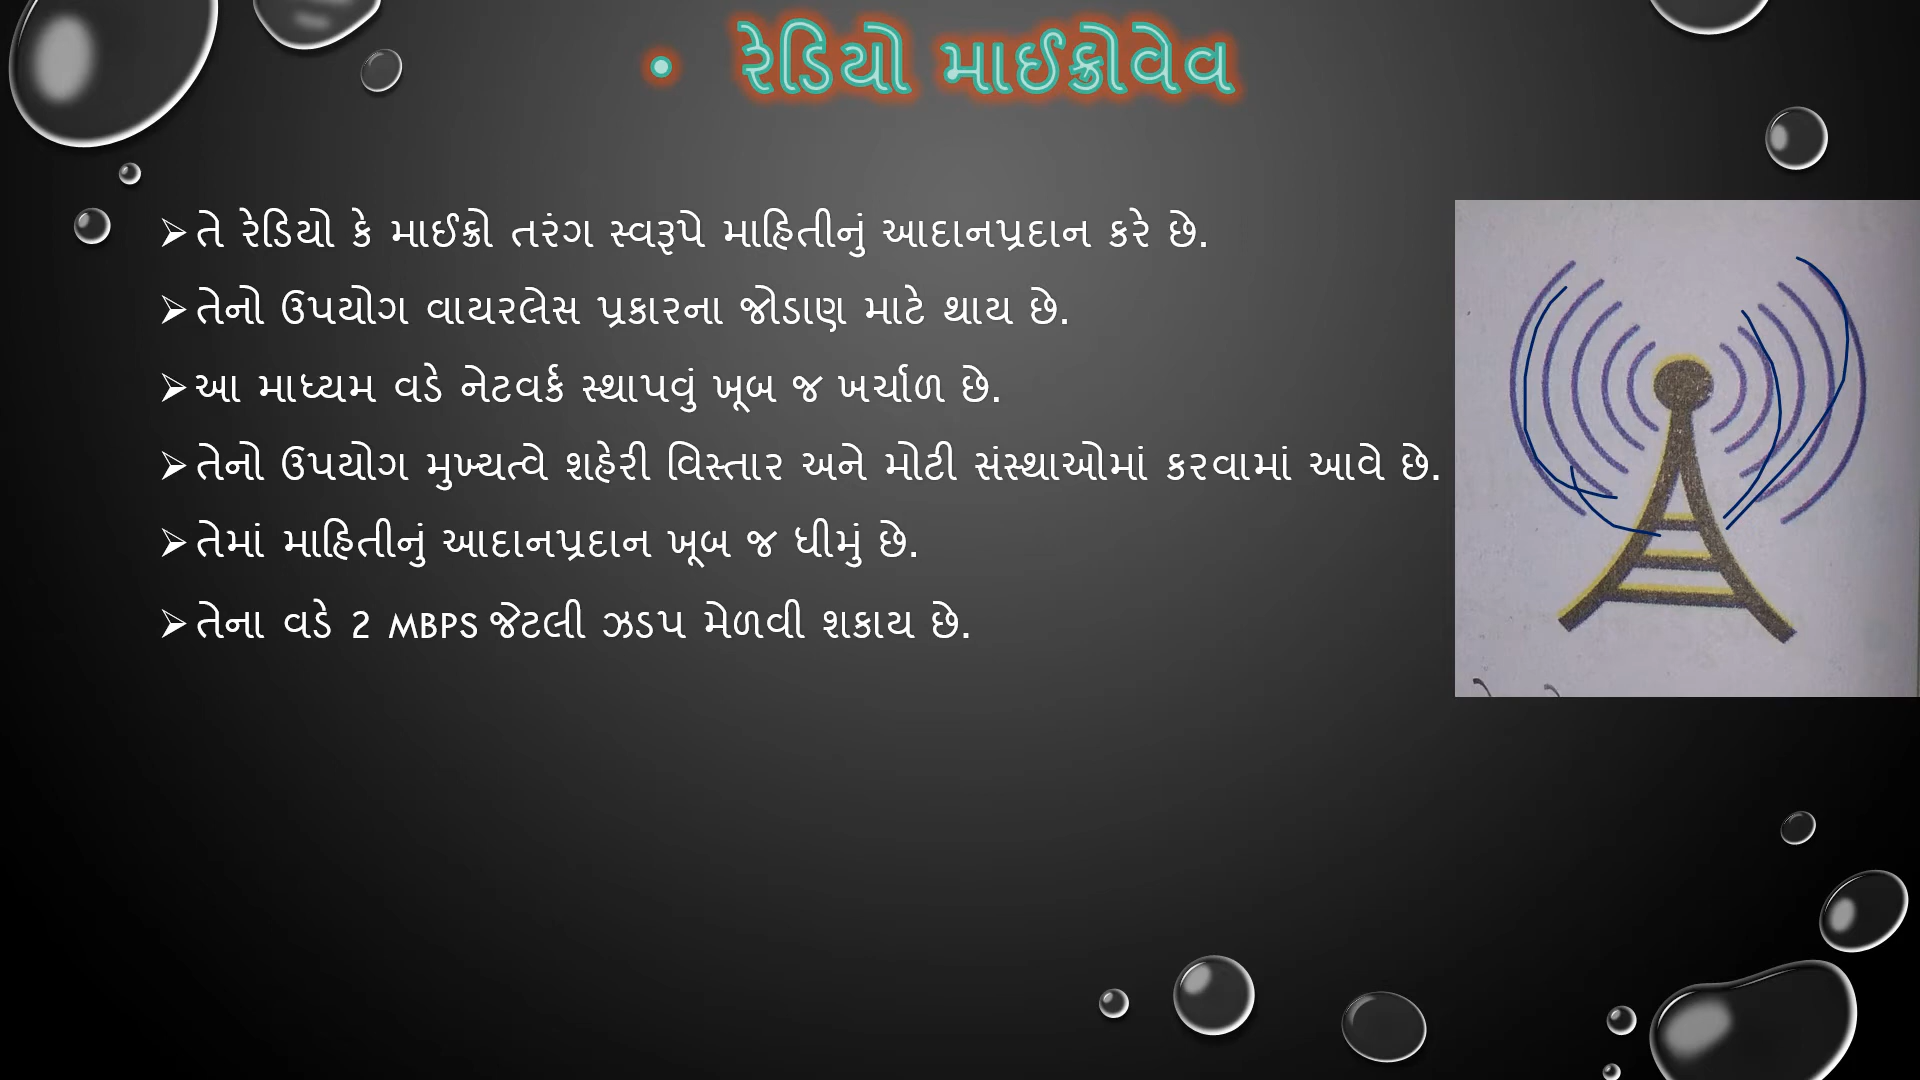 • રેડિયો માઈક્રોવેવ
➢ તે રેડિયો કે માઈક્રો તરંગ સ્વરૂપે માહિતીનું આદાનપ્રદાન કરે છે.
➢ તેનો ઉપયોગ વાયરલેસ પ્રકારના જોડાણ માટે થાય છે.
➢ આ માધ્યમ વડે નેટવર્ક સ્થાપવું ખૂબ જ ખર્ચાળ છે.
➢ તેનો ઉપયોગ મુખ્યત્વે શહેરી વિસ્તાર અને મોટી સંસ્થાઓમાં કરવામાં આવે છે.
➢ તેમાં માહિતીનું આદાનપ્રદાન ખૂબ જ ધીમું છે.
➢ તેના વડે 2 MBPS જેટલી ઝડપ મેળવી શકાય છે.